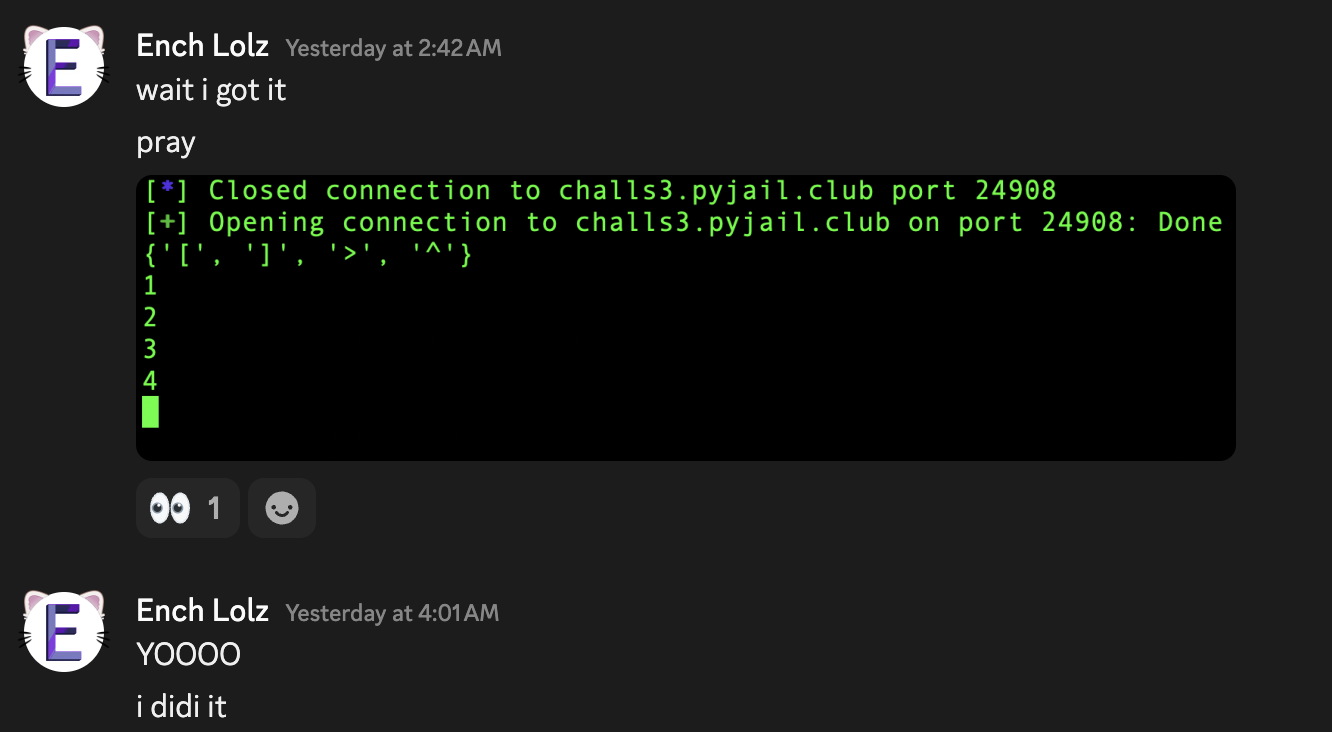 Ench Lolz Yesterday at 2:42 AM
wait i got it
pray
[*] Closed connection to challs3.pyjail.club port 24908
[+] Opening connection to challs3.pyjail.club on port 24908: Done
{'[', ']', '>', '^'}
1
2
3
4
👀 1
Ench Lolz Yesterday at 4:01 AM
YOOOO
i didi it